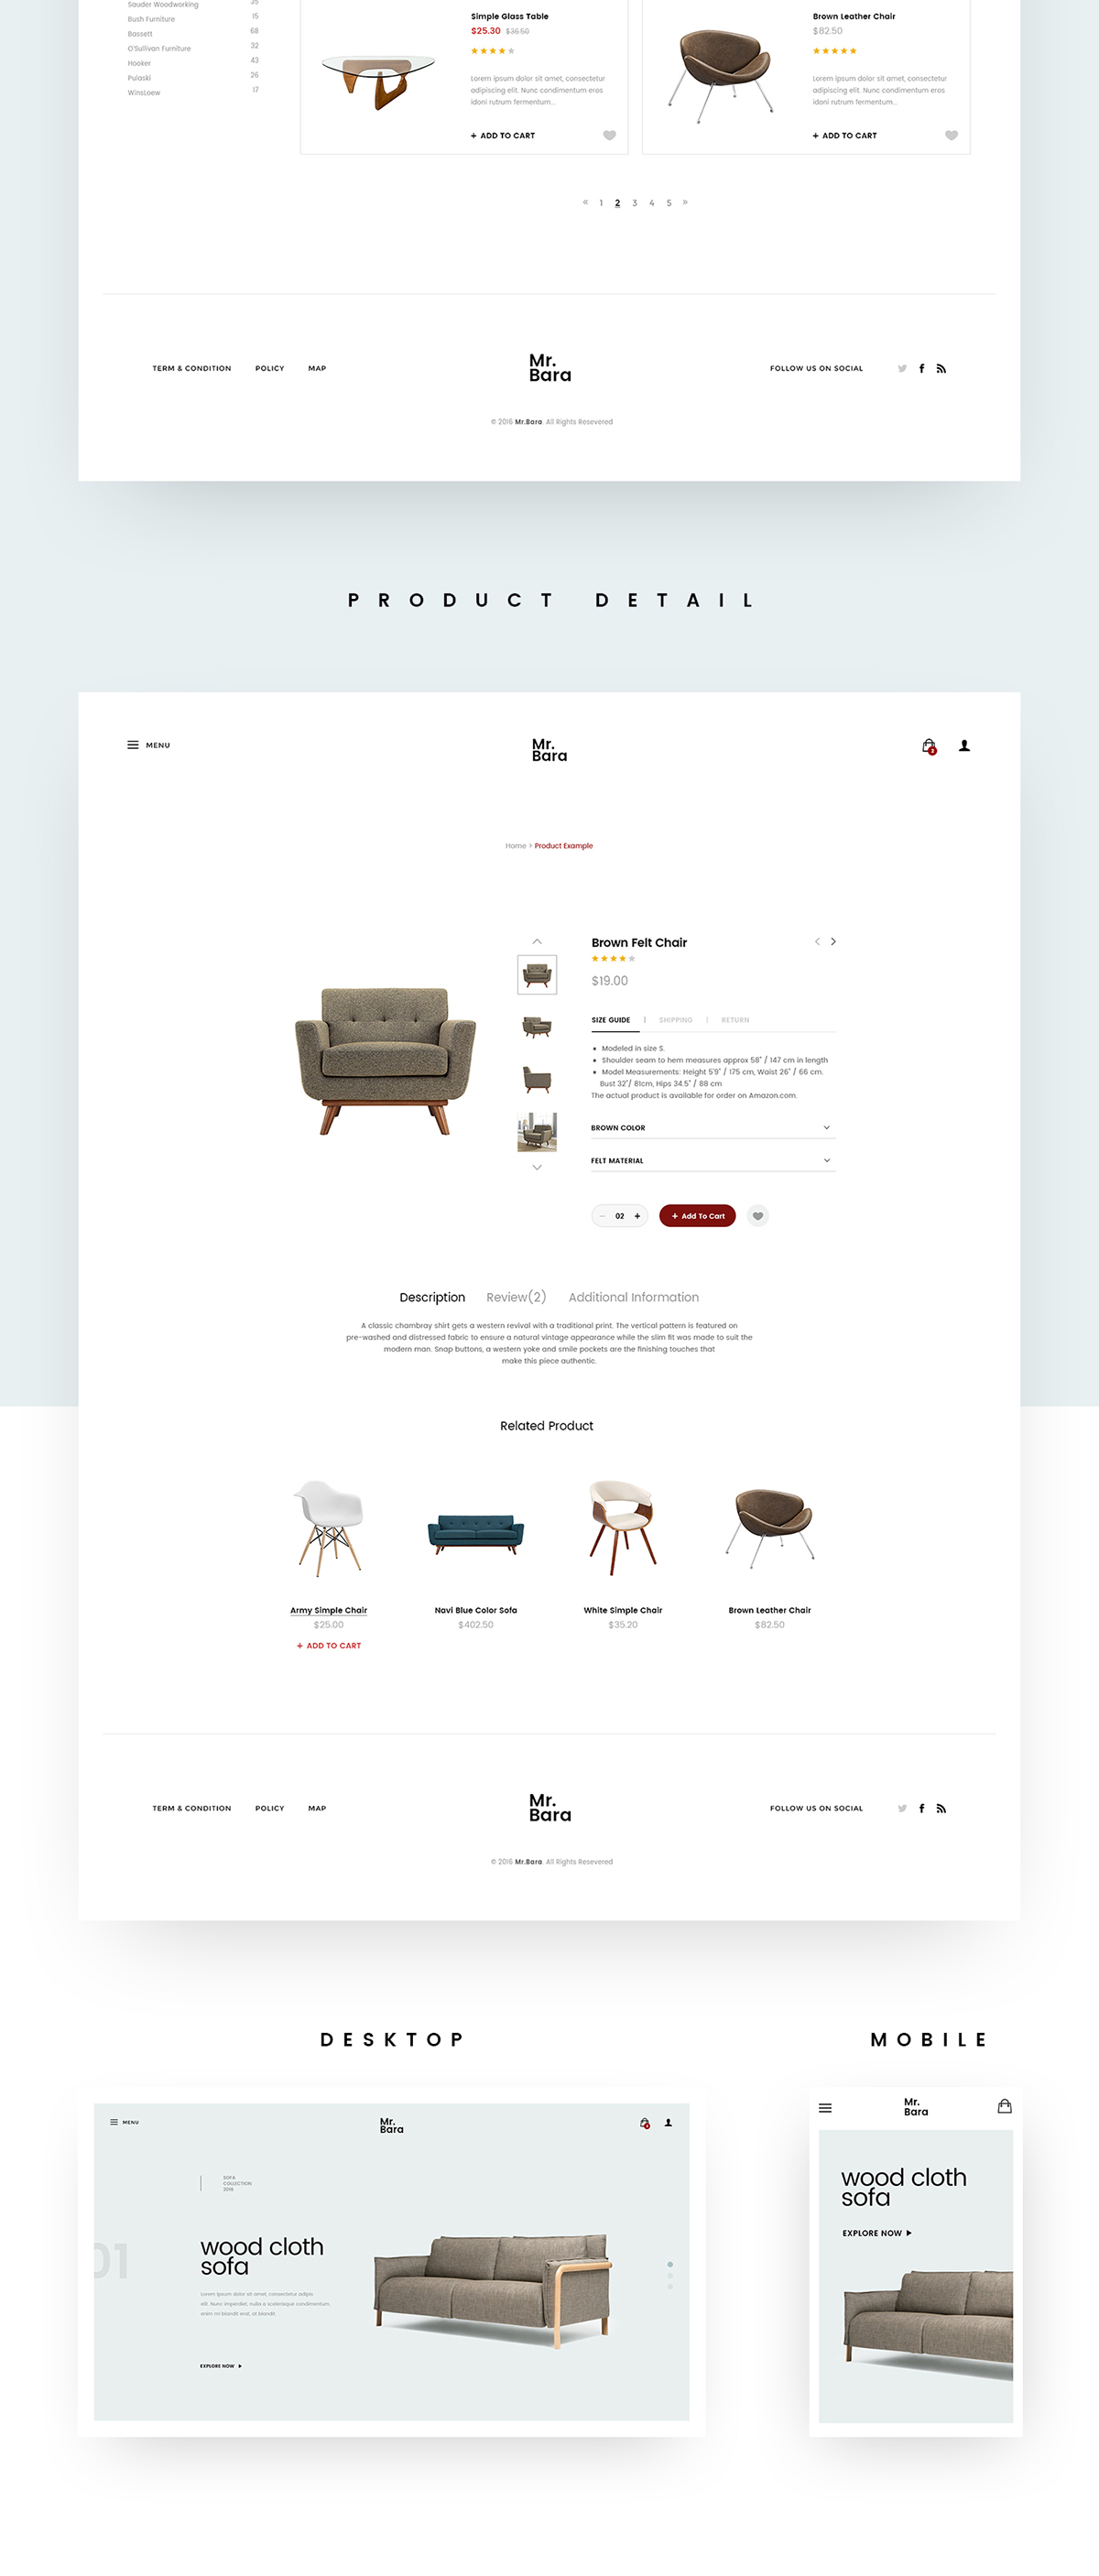 Sauder Woodworking 35
Bush Furniture 15
Bassett 68
O'Sullivan Furniture 32
Hooker 43
Pulaski 26
Winsloew 17
Simple Glass Table
$25.30 $36.50
Lorem ipsum dolor sit amet, consectetur
adipiscing elit. Nunc condimentum eros
idoni rutrum fermentum...
+ ADD TO CART
Brown Leather Chair
$82.50
Lorem ipsum dolor sit amet, consectetur
adipiscing elit. Nunc condimentum eros
idoni rutrum fermentum...
+ ADD TO CART
« 1 2 3 4 5 »
TERM & CONDITION POLICY MAP
Mr.
Bara
FOLLOW US ON SOCIAL
© 2016 Mr.Bara. All Rights Resevered
PRODUCT DETAIL
MENU
Mr.
Bara
Home > Product Example
Brown Felt Chair
$19.00
SIZE GUIDE SHIPPING RETURN
• Modeled in size S.
• Shoulder seam to hem measures approx 58" / 147 cm in length
• Model Measurements: Height 5'9" / 175 cm, Waist 26" / 66 cm.
Bust 32"/ 81cm, Hips 34.5" / 88 cm
The actual product is available for order on Amazon.com.
BROWN COLOR
FELT MATERIAL
− 02 +
+ Add To Cart
Description Review(2) Additional Information
A classic chambray shirt gets a western revival with a traditional print. The vertical pattern is featured on
pre-washed and distressed fabric to ensure a natural vintage appearance while the slim fit was made to suit the
modern man. Snap buttons, a western yoke and smile pockets are the finishing touches that
make this piece authentic.
Related Product
Army Simple Chair
$25.00
+ ADD TO CART
Navi Blue Color Sofa
$402.50
White Simple Chair
$35.20
Brown Leather Chair
$82.50
TERM & CONDITION POLICY MAP
Mr.
Bara
FOLLOW US ON SOCIAL
© 2016 Mr.Bara. All Rights Resevered
DESKTOP
MENU
Mr.
Bara
SOFA
COLLECTION
2016
01
wood cloth
sofa
Lorem ipsum dolor sit amet, consectetur adipis
elit. Nunc imperdiet, nulla a scelerisque condimentum,
enim mi blandit erat, at blandit.
EXPLORE NOW
MOBILE
Mr.
Bara
wood cloth
sofa
EXPLORE NOW